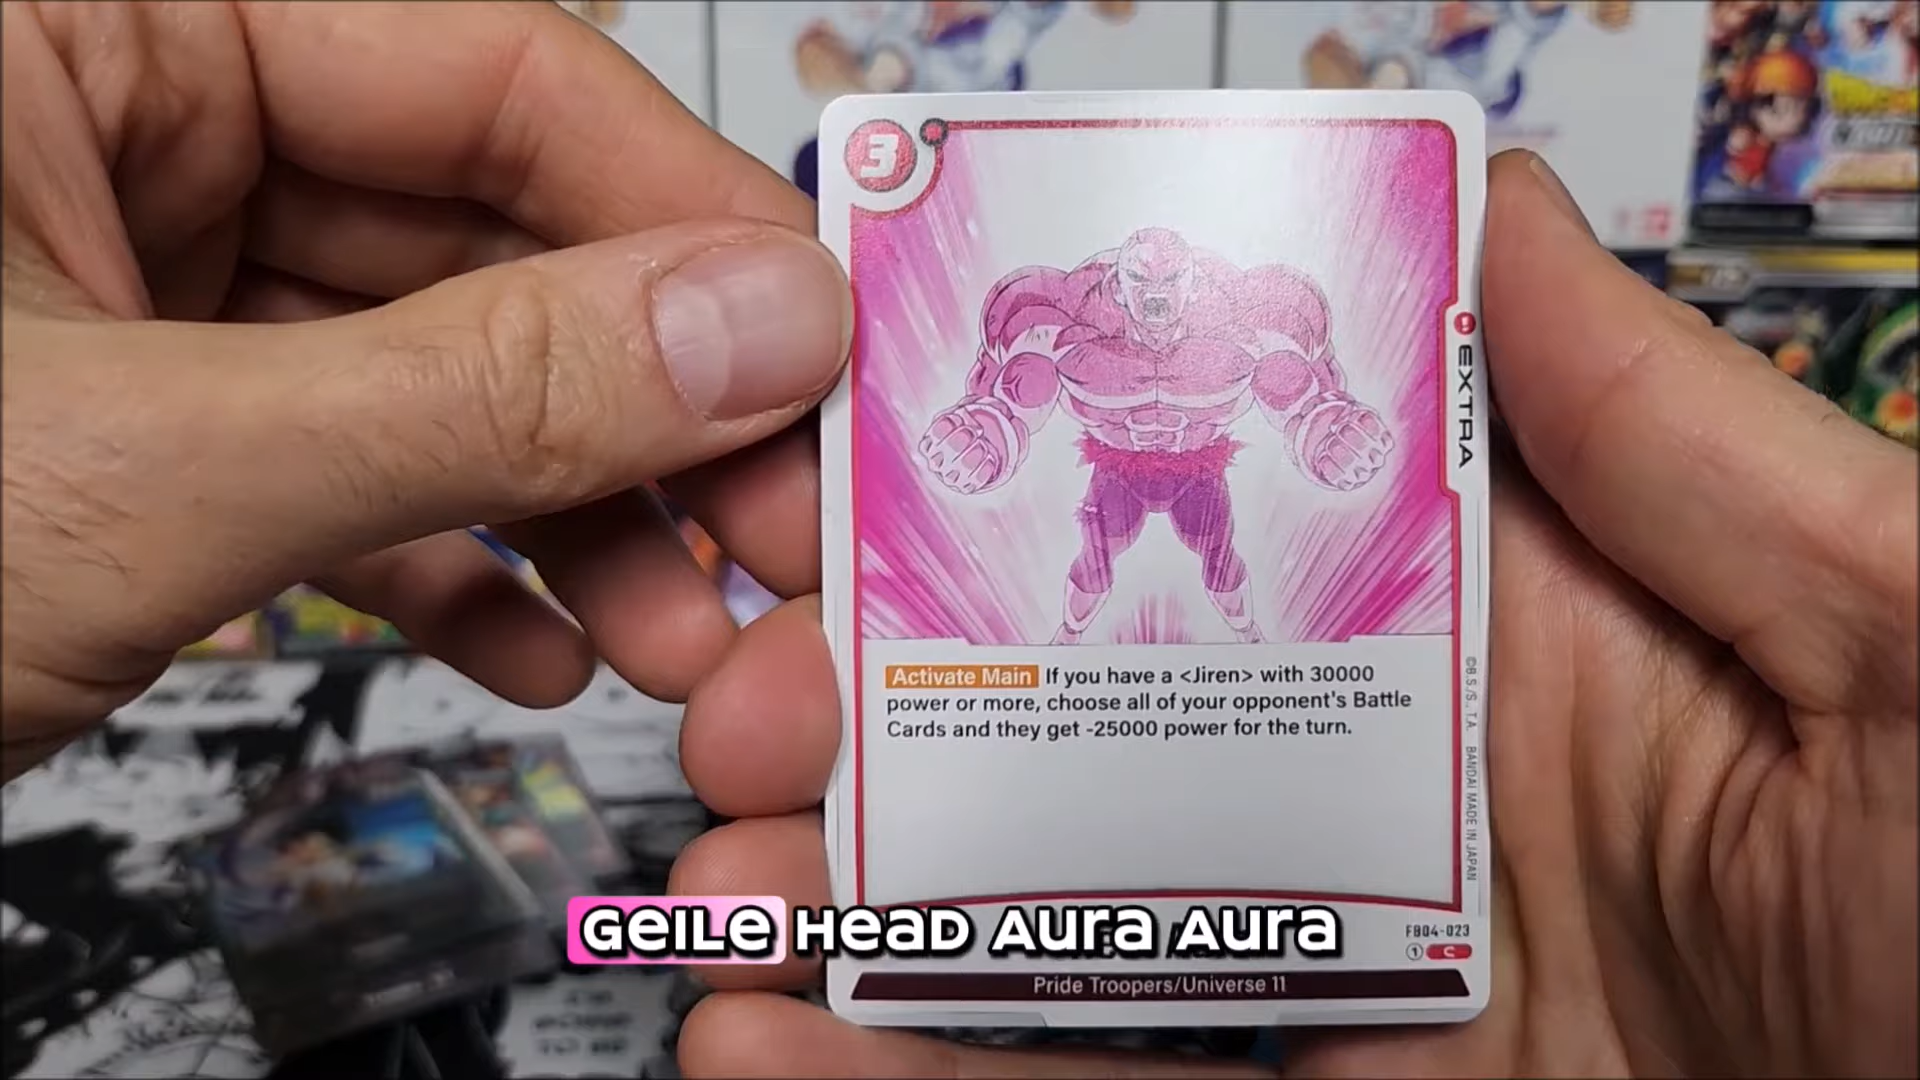 3
EXTRA
Activate Main If you have a <Jiren> with 30000
power or more, choose all of your opponent's Battle
Cards and they get -25000 power for the turn.
©B.S./S., T.A. BANDAI MADE IN JAPAN
GEILE HEAD AURA AURA
FB04-023
1 C
Pride Troopers/Universe 11